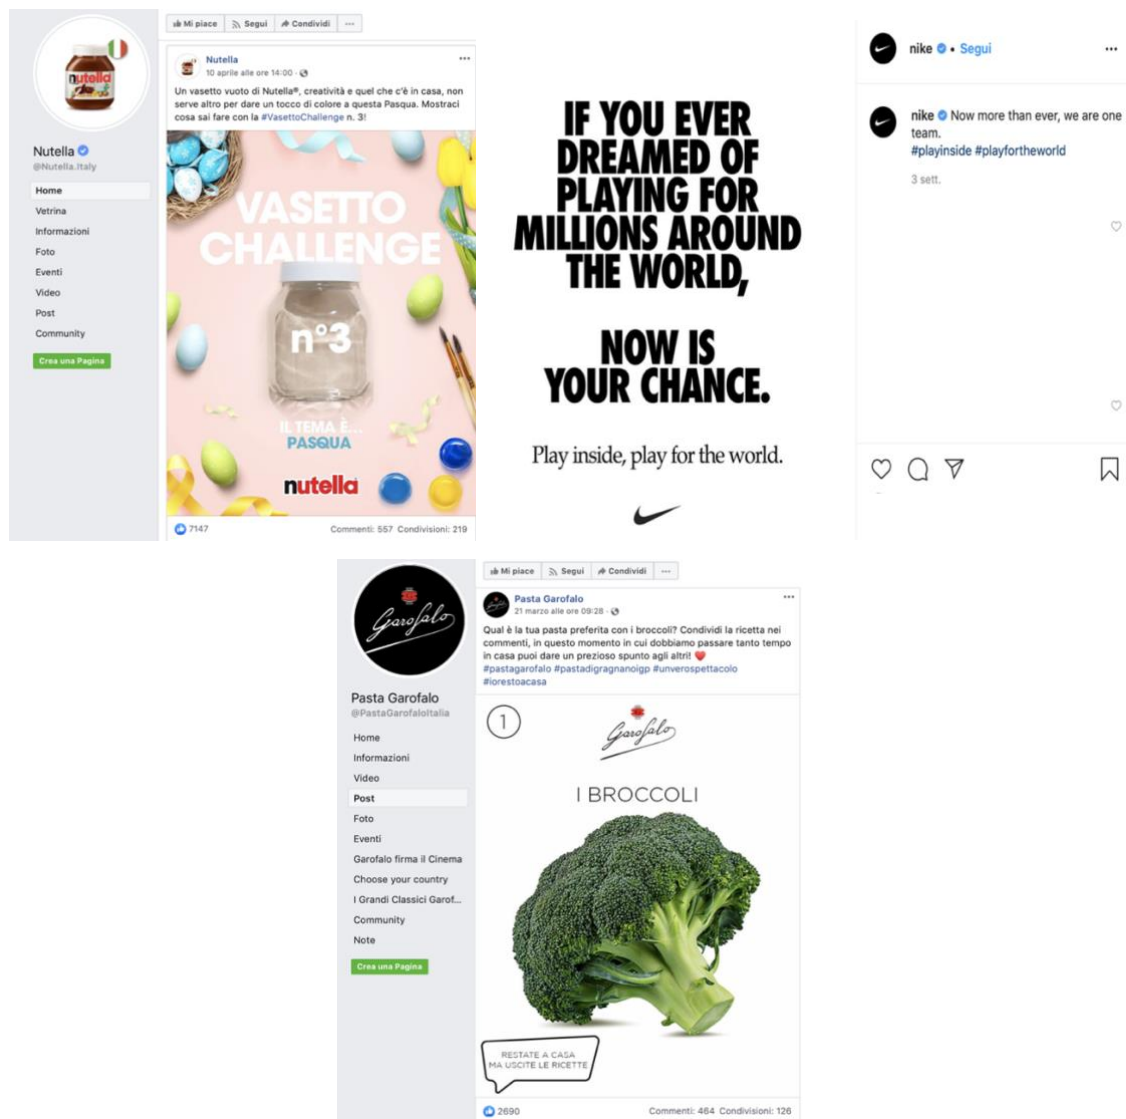 Mi piace Segui Condividi ...
nutella
Nutella
10 aprile alle ore 14:00 ·
Un vasetto vuoto di Nutella®, creatività e quel che c'è in casa, non
serve altro per dare un tocco di colore a questa Pasqua. Mostraci
cosa sai fare con la #VasettoChallenge n. 3!
Nutella
@Nutella.Italy
Home
Vetrina
Informazioni
Foto
Eventi
Video
Post
Community
Crea una Pagina
VASETTO
CHALLENGE
n°3
IL TEMA È...
PASQUA
nutella
7147
Commenti: 557 Condivisioni: 219
IF YOU EVER
DREAMED OF
PLAYING FOR
MILLIONS AROUND
THE WORLD,
NOW IS
YOUR CHANCE.
Play inside, play for the world.
nike • Segui
nike Now more than ever, we are one
team.
#playinside #playfortheworld
3 sett.
Mi piace Segui Condividi ...
Garofalo
Pasta Garofalo
21 marzo alle ore 09:28 ·
Qual è la tua pasta preferita con i broccoli? Condividi la ricetta nei
commenti, in questo momento in cui dobbiamo passare tanto tempo
in casa puoi dare un prezioso spunto agli altri! ❤️
#pastagarofalo #pastadigragnanoigp #unverospettacolo
#iorestoacasa
Pasta Garofalo
@PastaGarofaloItalia
Home
Informazioni
Video
Post
Foto
Eventi
Garofalo firma il Cinema
Choose your country
I Grandi Classici Garof...
Community
Note
Crea una Pagina
1
Garofalo
I BROCCOLI
RESTATE A CASA
MA USCITE LE RICETTE
2690
Commenti: 464 Condivisioni: 126